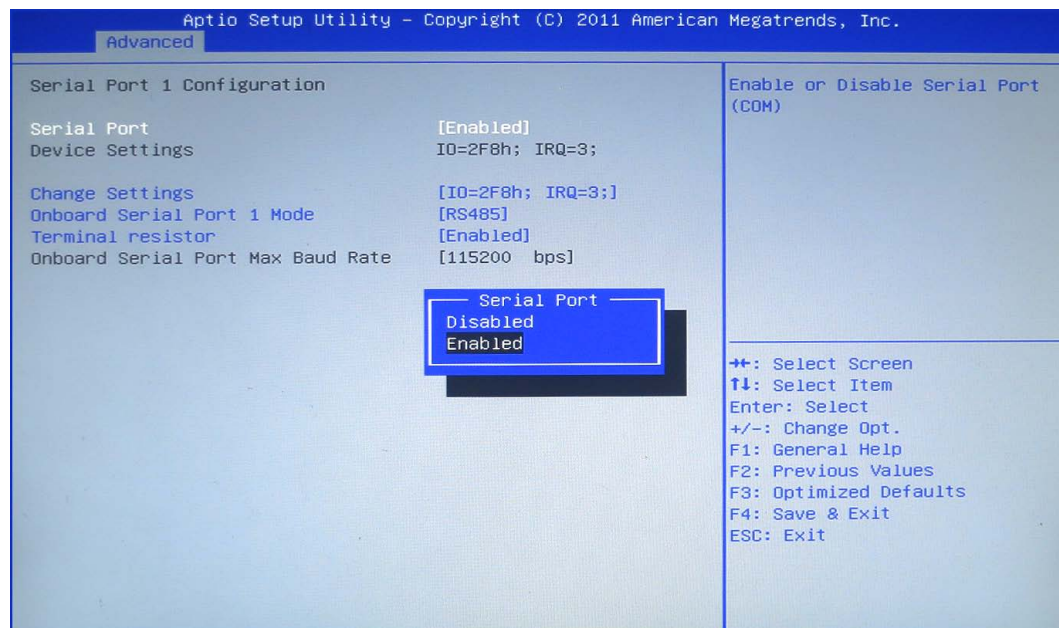 Aptio Setup Utility – Copyright (C) 2011 American Megatrends, Inc.
Advanced
Serial Port 1 Configuration
Serial Port [Enabled]
Device Settings IO=2F8h; IRQ=3;
Change Settings [IO=2F8h; IRQ=3;]
Onboard Serial Port 1 Mode [RS485]
Terminal resistor [Enabled]
Onboard Serial Port Max Baud Rate [115200 bps]
Serial Port
Disabled
Enabled
Enable or Disable Serial Port
(COM)
→←: Select Screen
↑↓: Select Item
Enter: Select
+/-: Change Opt.
F1: General Help
F2: Previous Values
F3: Optimized Defaults
F4: Save & Exit
ESC: Exit